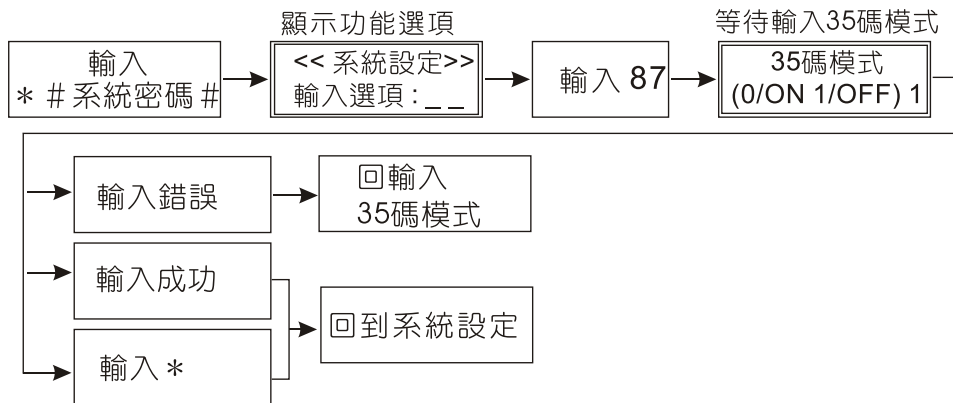 顯示功能選項
等待輸入35碼模式
輸入
＊＃系統密碼＃
<< 系統設定>>
輸入選項:_ _
輸入 87
35碼模式
(0/ON 1/OFF) 1
輸入錯誤
回輸入
35碼模式
輸入成功
回到系統設定
輸入＊